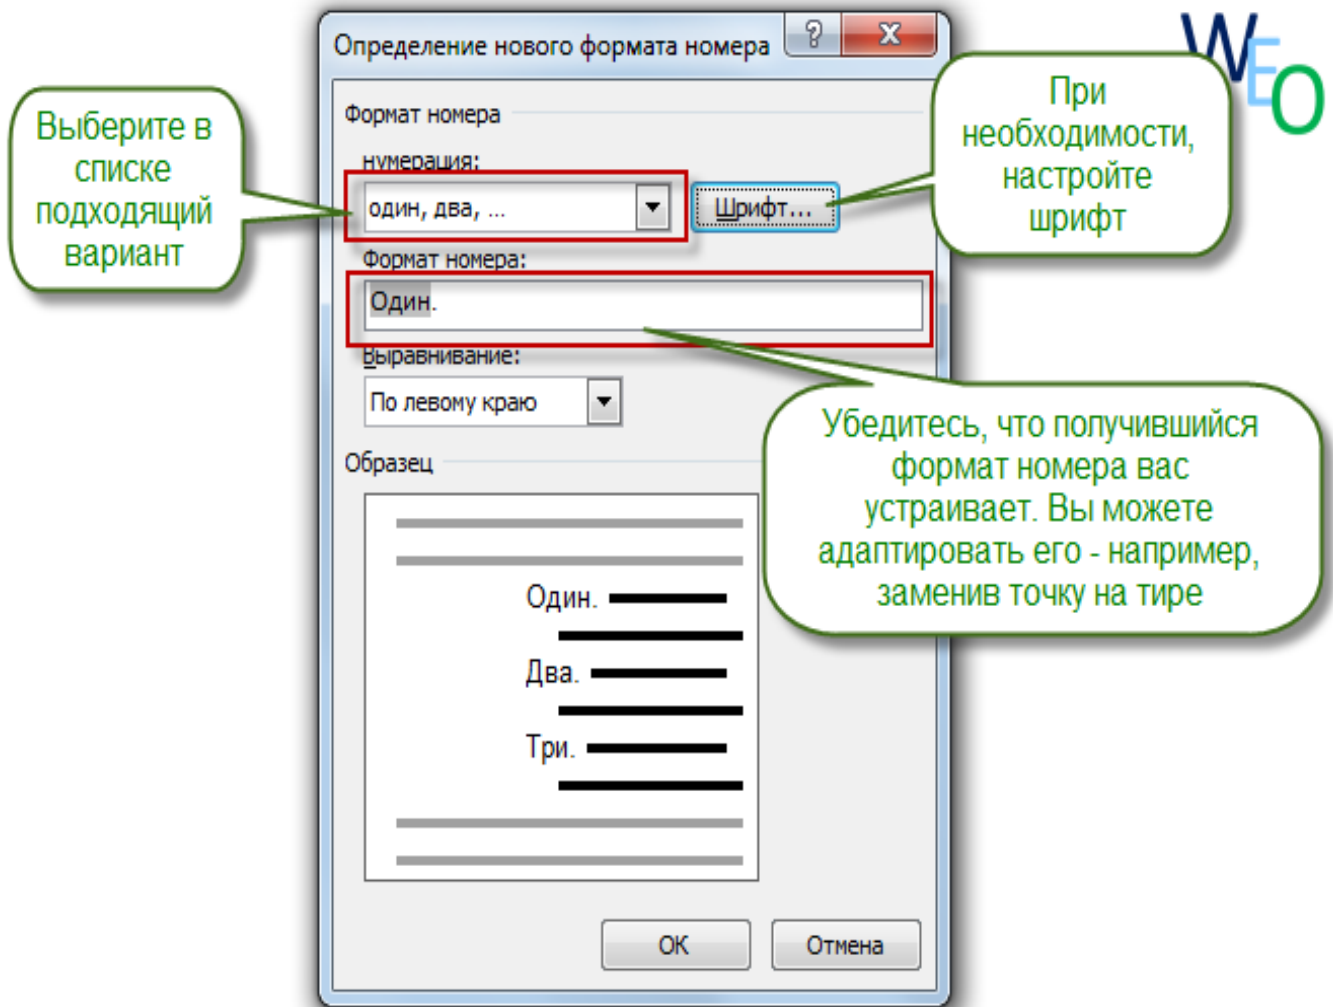 Определение нового формата номера
?
X
WEO
Выберите в
списке
подходящий
вариант
При
необходимости,
настройте
шрифт
Формат номера
нумерация:
один, два, ...
Шрифт...
Формат номера:
Один.
Выравнивание:
По левому краю
Убедитесь, что получившийся
формат номера вас
устраивает. Вы можете
адаптировать его - например,
заменив точку на тире
Образец
Один.
Два.
Три.
ОК
Отмена